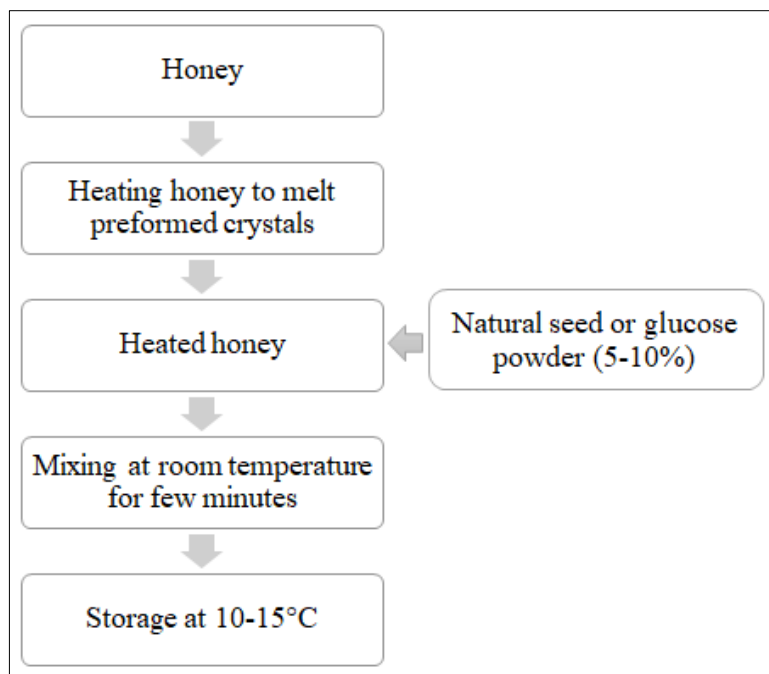 Honey
Heating honey to melt
preformed crystals
Heated honey
Natural seed or glucose
powder (5-10%)
Mixing at room temperature
for few minutes
Storage at 10-15°C